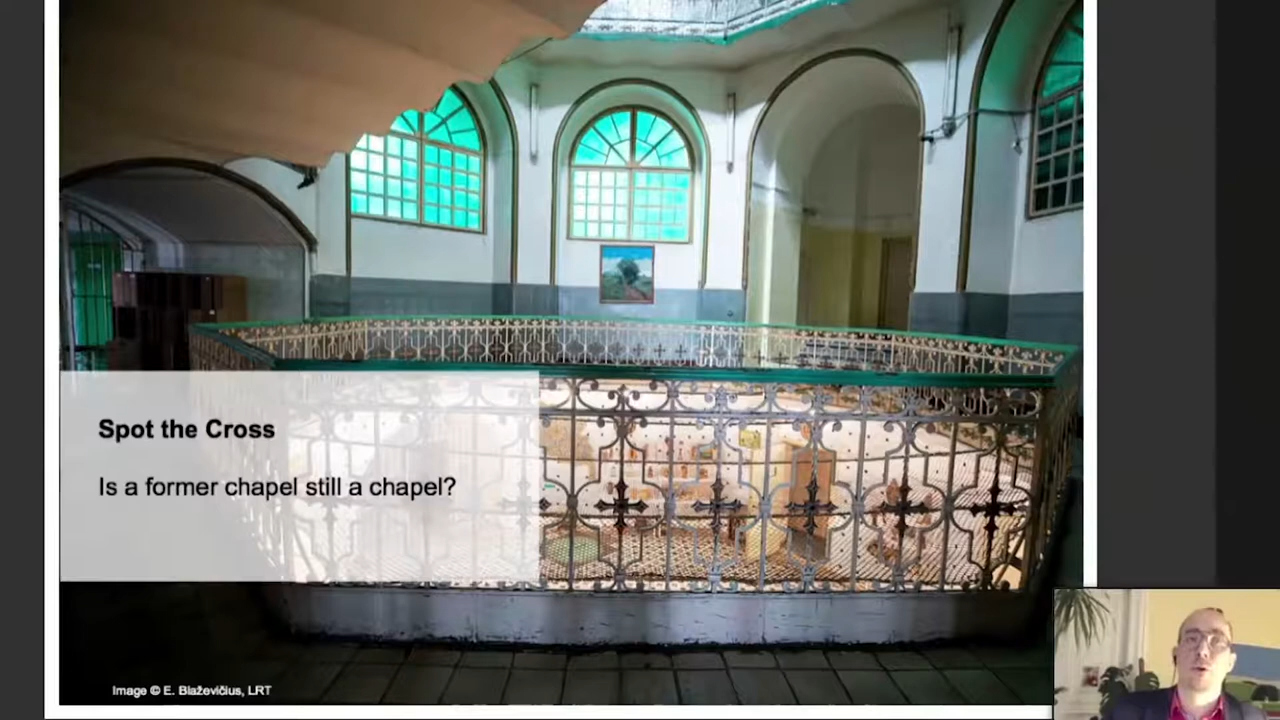 Spot the Cross
Is a former chapel still a chapel?
Image © E. Blaževičius, LRT